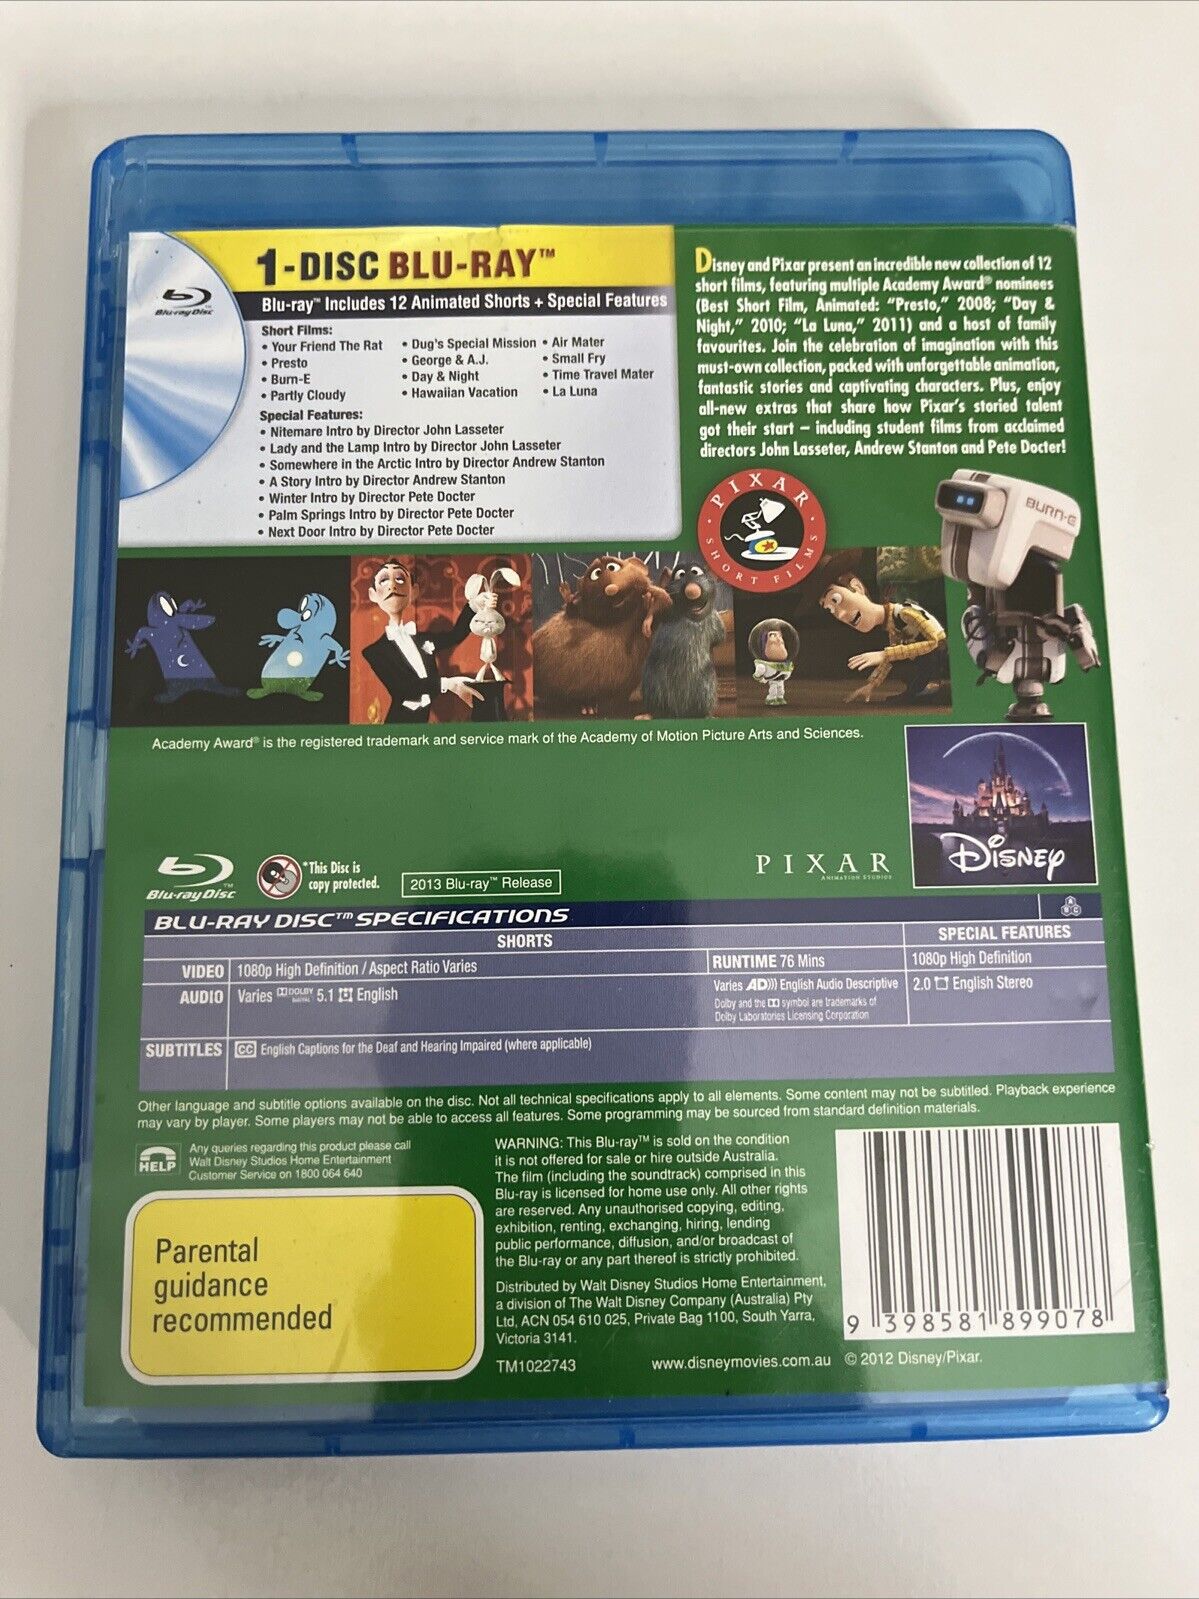 1-DISC BLU-RAY™
Blu-ray Disc
Blu-ray™ Includes 12 Animated Shorts + Special Features
Short Films:
• Your Friend The Rat
• Presto
• Burn-E
• Partly Cloudy
• Dug's Special Mission
• George & A.J.
• Day & Night
• Hawaiian Vacation
• Air Mater
• Small Fry
• Time Travel Mater
• La Luna
Special Features:
• Nitemare Intro by Director John Lasseter
• Lady and the Lamp Intro by Director John Lasseter
• Somewhere in the Arctic Intro by Director Andrew Stanton
• A Story Intro by Director Andrew Stanton
• Winter Intro by Director Pete Docter
• Palm Springs Intro by Director Pete Docter
• Next Door Intro by Director Pete Docter
Disney and Pixar present an incredible new collection of 12
short films, featuring multiple Academy Award® nominees
(Best Short Film, Animated: "Presto," 2008; "Day &
Night," 2010; "La Luna," 2011) and a host of family
favourites. Join the celebration of imagination with this
must-own collection, packed with unforgettable animation,
fantastic stories and captivating characters. Plus, enjoy
all-new extras that share how Pixar's storied talent
got their start – including student films from acclaimed
directors John Lasseter, Andrew Stanton and Pete Docter!
PIXAR
SHORT FILMS
BURN-E
Academy Award® is the registered trademark and service mark of the Academy of Motion Picture Arts and Sciences.
Disney
Blu-ray Disc™
*This Disc is
copy protected.
2013 Blu-ray™ Release
PIXAR
ANIMATION STUDIOS
BLU-RAY DISC™ SPECIFICATIONS
ABC
SHORTS
SPECIAL FEATURES
VIDEO
1080p High Definition / Aspect Ratio Varies
RUNTIME 76 Mins
1080p High Definition
AUDIO
Varies DOLBY DIGITAL 5.1 English
Varies AD))) English Audio Descriptive
Dolby and the symbol are trademarks of
Dolby Laboratories Licensing Corporation
2.0 English Stereo
SUBTITLES
CC English Captions for the Deaf and Hearing Impaired (where applicable)
Other language and subtitle options available on the disc. Not all technical specifications apply to all elements. Some content may not be subtitled. Playback experience
may vary by player. Some players may not be able to access all features. Some programming may be sourced from standard definition materials.
HELP
Any queries regarding this product please call
Walt Disney Studios Home Entertainment
Customer Service on 1800 064 640
Parental
guidance
recommended
WARNING: This Blu-ray™ is sold on the condition
it is not offered for sale or hire outside Australia.
The film (including the soundtrack) comprised in this
Blu-ray is licensed for home use only. All other rights
are reserved. Any unauthorised copying, editing,
exhibition, renting, exchanging, hiring, lending
public performance, diffusion, and/or broadcast of
the Blu-ray or any part thereof is strictly prohibited.
Distributed by Walt Disney Studios Home Entertainment,
a division of The Walt Disney Company (Australia) Pty
Ltd, ACN 054 610 025, Private Bag 1100, South Yarra,
Victoria 3141.
TM1022743
www.disneymovies.com.au
© 2012 Disney/Pixar.
9 398581 899078